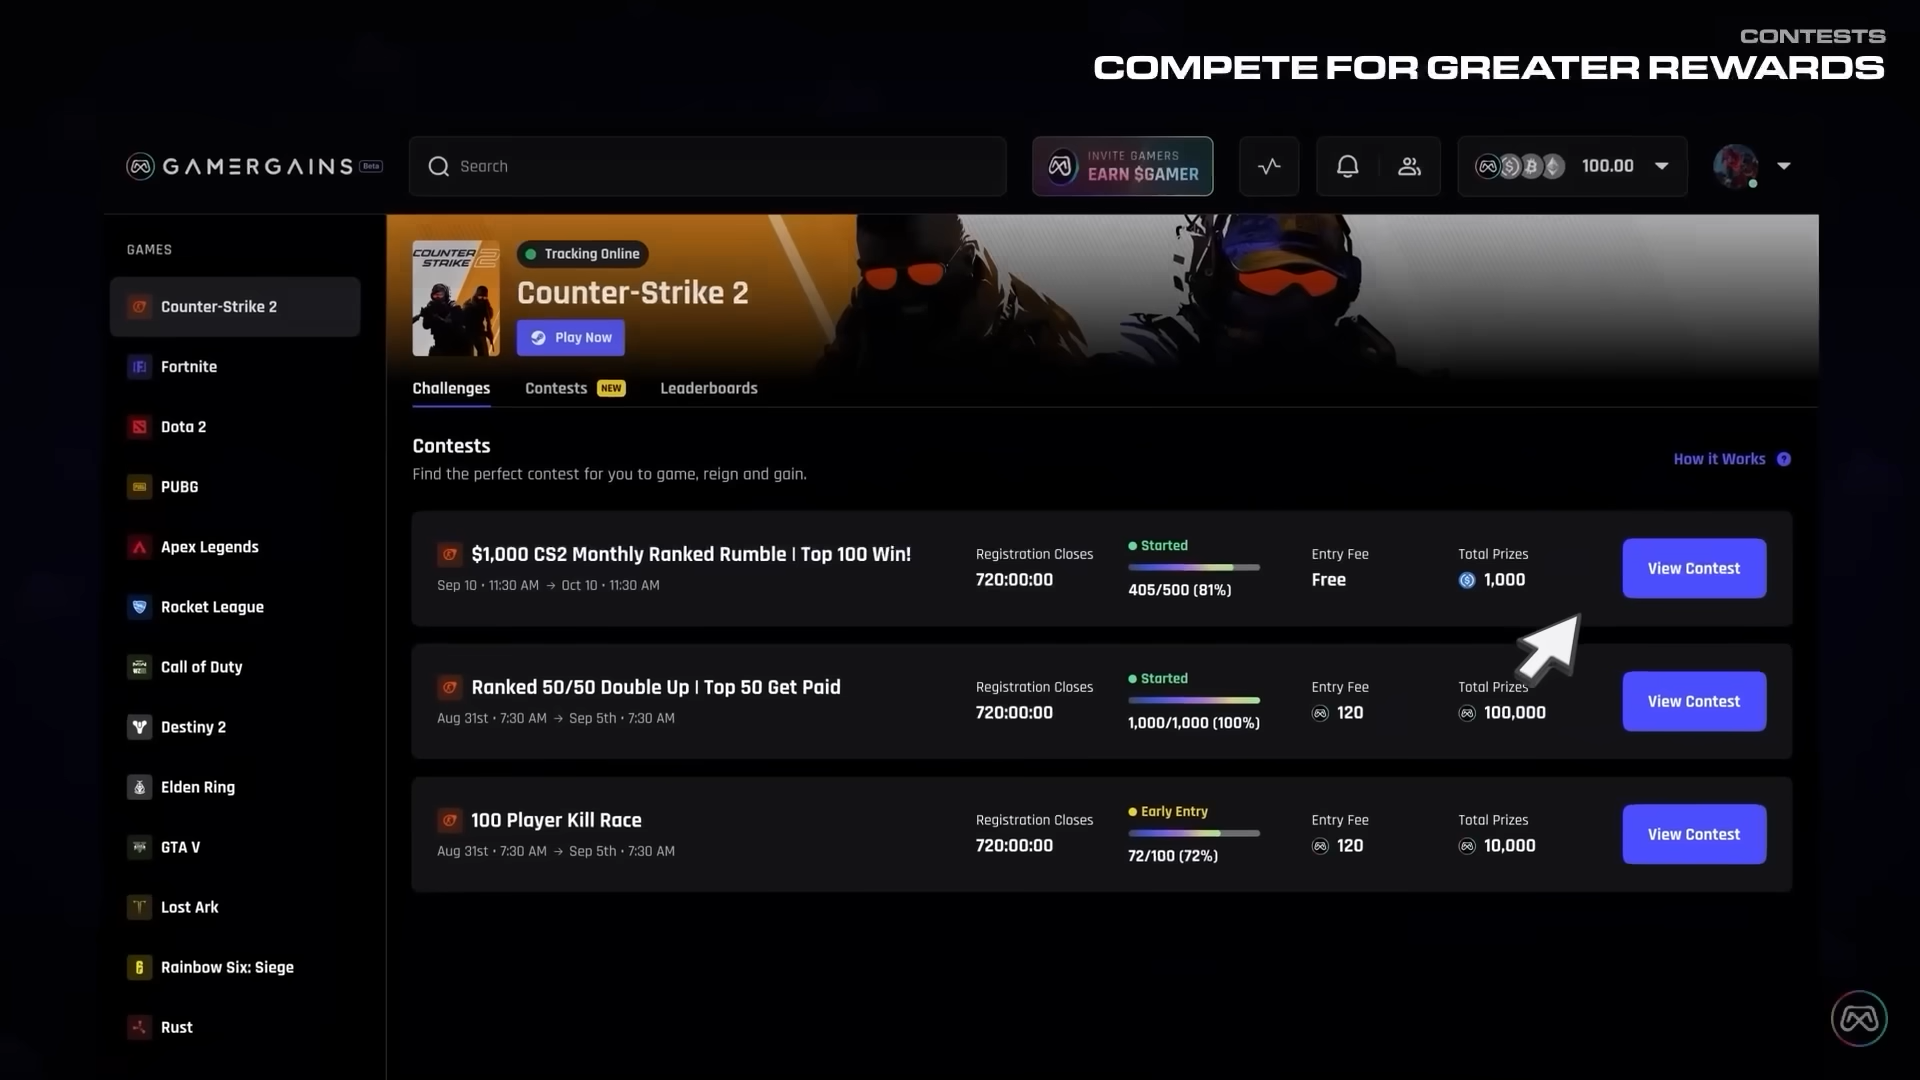 CONTESTS
COMPETE FOR GREATER REWARDS
GAMERGAINS Beta
Search
INVITE GAMERS
EARN $GAMER
100.00
GAMES
Counter-Strike 2
Fortnite
Dota 2
PUBG
Apex Legends
Rocket League
Call of Duty
Destiny 2
Elden Ring
GTA V
Lost Ark
Rainbow Six: Siege
Rust
COUNTER
STRIKE 2
Tracking Online
Counter-Strike 2
Play Now
Challenges Contests NEW Leaderboards
Contests
Find the perfect contest for you to game, reign and gain.
How it Works ?
$1,000 CS2 Monthly Ranked Rumble | Top 100 Win!
Sep 10 • 11:30 AM → Oct 10 • 11:30 AM
Registration Closes
720:00:00
Started
405/500 (81%)
Entry Fee
Free
Total Prizes
1,000
View Contest
Ranked 50/50 Double Up | Top 50 Get Paid
Aug 31st • 7:30 AM → Sep 5th • 7:30 AM
Registration Closes
720:00:00
Started
1,000/1,000 (100%)
Entry Fee
120
Total Prizes
100,000
View Contest
100 Player Kill Race
Aug 31st • 7:30 AM → Sep 5th • 7:30 AM
Registration Closes
720:00:00
Early Entry
72/100 (72%)
Entry Fee
120
Total Prizes
10,000
View Contest